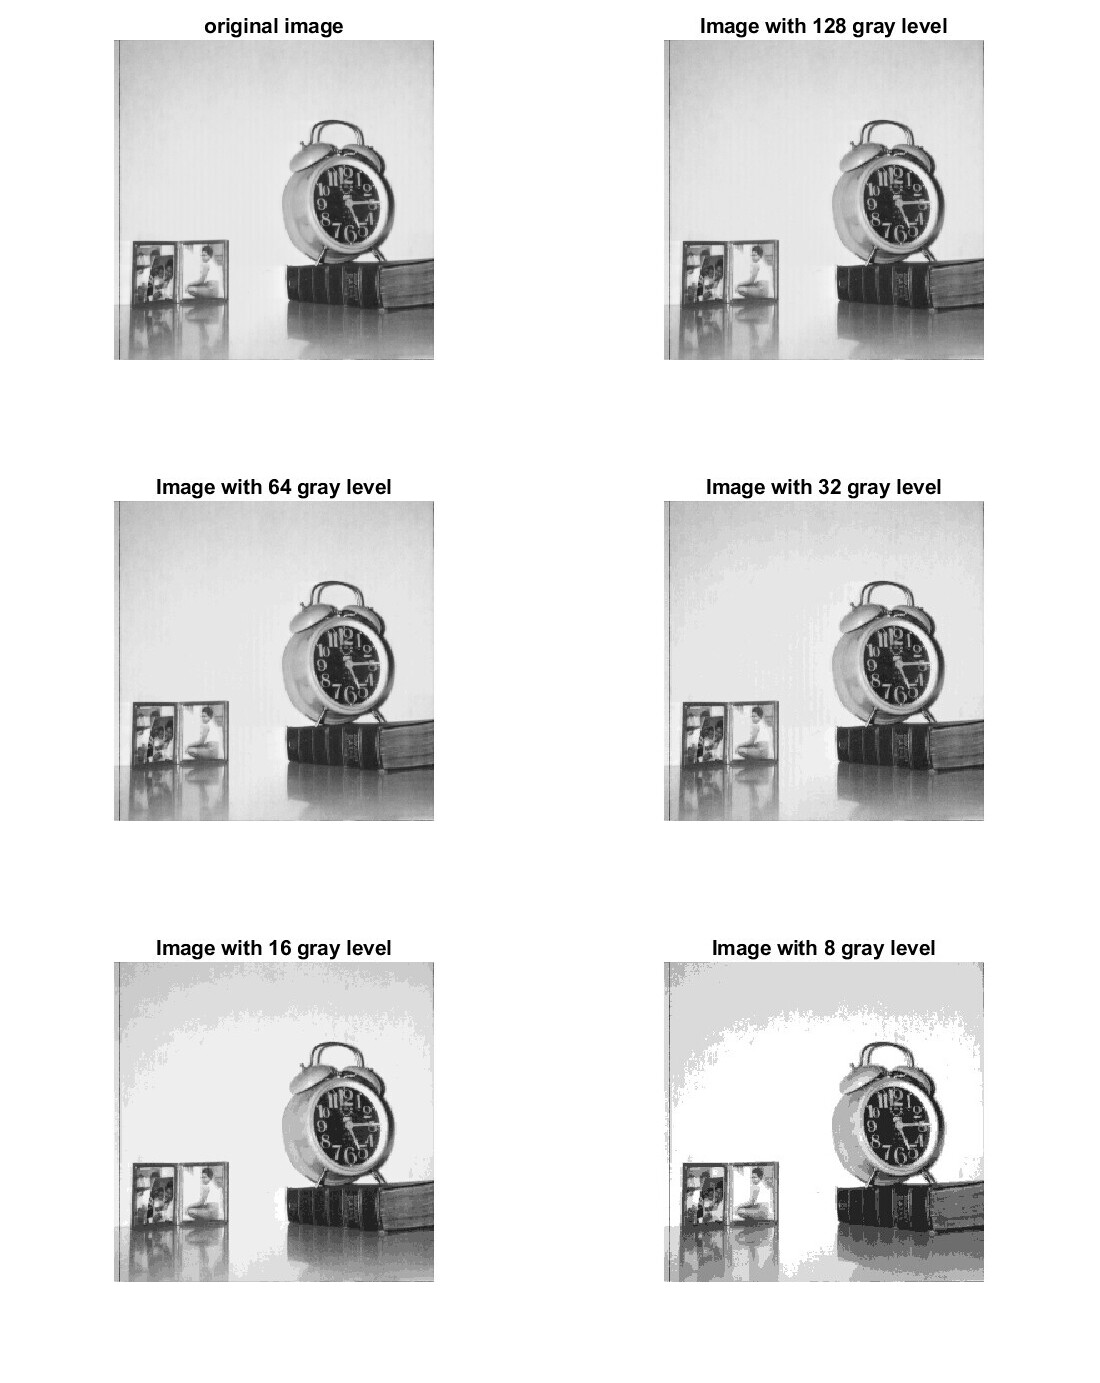 original image
Image with 128 gray level
Image with 64 gray level
Image with 32 gray level
Image with 16 gray level
Image with 8 gray level